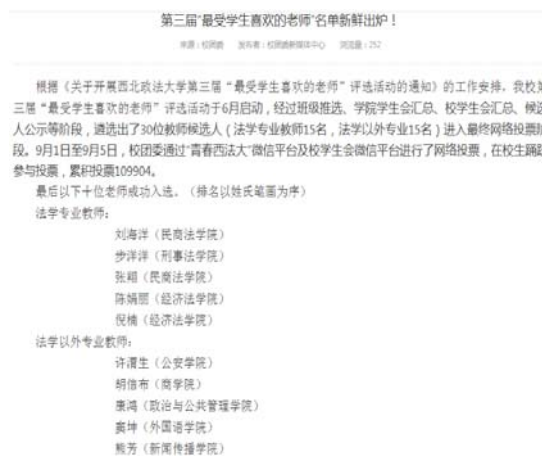 第三届“最受学生喜欢的老师”名单新鲜出炉！
来源：校团委 发布者：校团委新媒体中心 浏览量：252
根据《关于开展西北政法大学第三届“最受学生喜欢的老师”评选活动的通知》的工作安排，我校第
三届“最受学生喜欢的老师”评选活动于6月启动，经过班级推选、学院学生会汇总、校学生会汇总、候选
人公示等阶段，遴选出了30位教师候选人（法学专业教师15名，法学以外专业15名）进入最终网络投票阶
段。9月1日至9月5日，校团委通过“青春西法大”微信平台及校学生会微信平台进行了网络投票，在校生踊跃
参与投票，累积投票109904。
最后以下十位老师成功入选。（排名以姓氏笔画为序）
法学专业教师：
刘海洋（民商法学院）
步洋洋（刑事法学院）
张翔（民商法学院）
陈娟丽（经济法学院）
倪楠（经济法学院）
法学以外专业教师：
许渭生（公安学院）
胡信布（商学院）
康鸿（政治与公共管理学院）
窦坤（外国语学院）
熊芳（新闻传播学院）